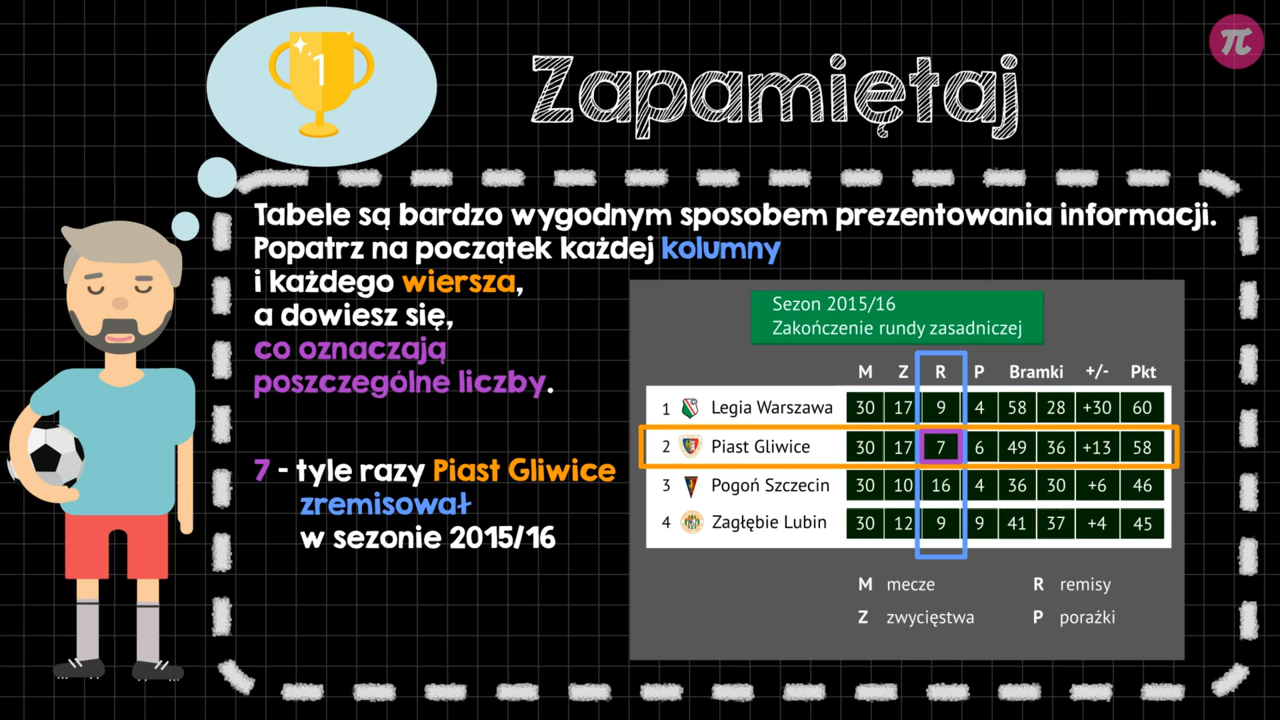 1
π
Zapamiętaj
Tabele są bardzo wygodnym sposobem prezentowania informacji.
Popatrz na początek każdej kolumny
i każdego wiersza,
a dowiesz się,
co oznaczają
poszczególne liczby.
7 - tyle razy Piast Gliwice
zremisował
w sezonie 2015/16
Sezon 2015/16
Zakończenie rundy zasadniczej
M Z R P Bramki +/- Pkt
1 Legia Warszawa 30 17 9 4 58 28 +30 60
2 Piast Gliwice 30 17 7 6 49 36 +13 58
3 Pogoń Szczecin 30 10 16 4 36 30 +6 46
4 Zagłębie Lubin 30 12 9 9 41 37 +4 45
M mecze R remisy
Z zwycięstwa P porażki